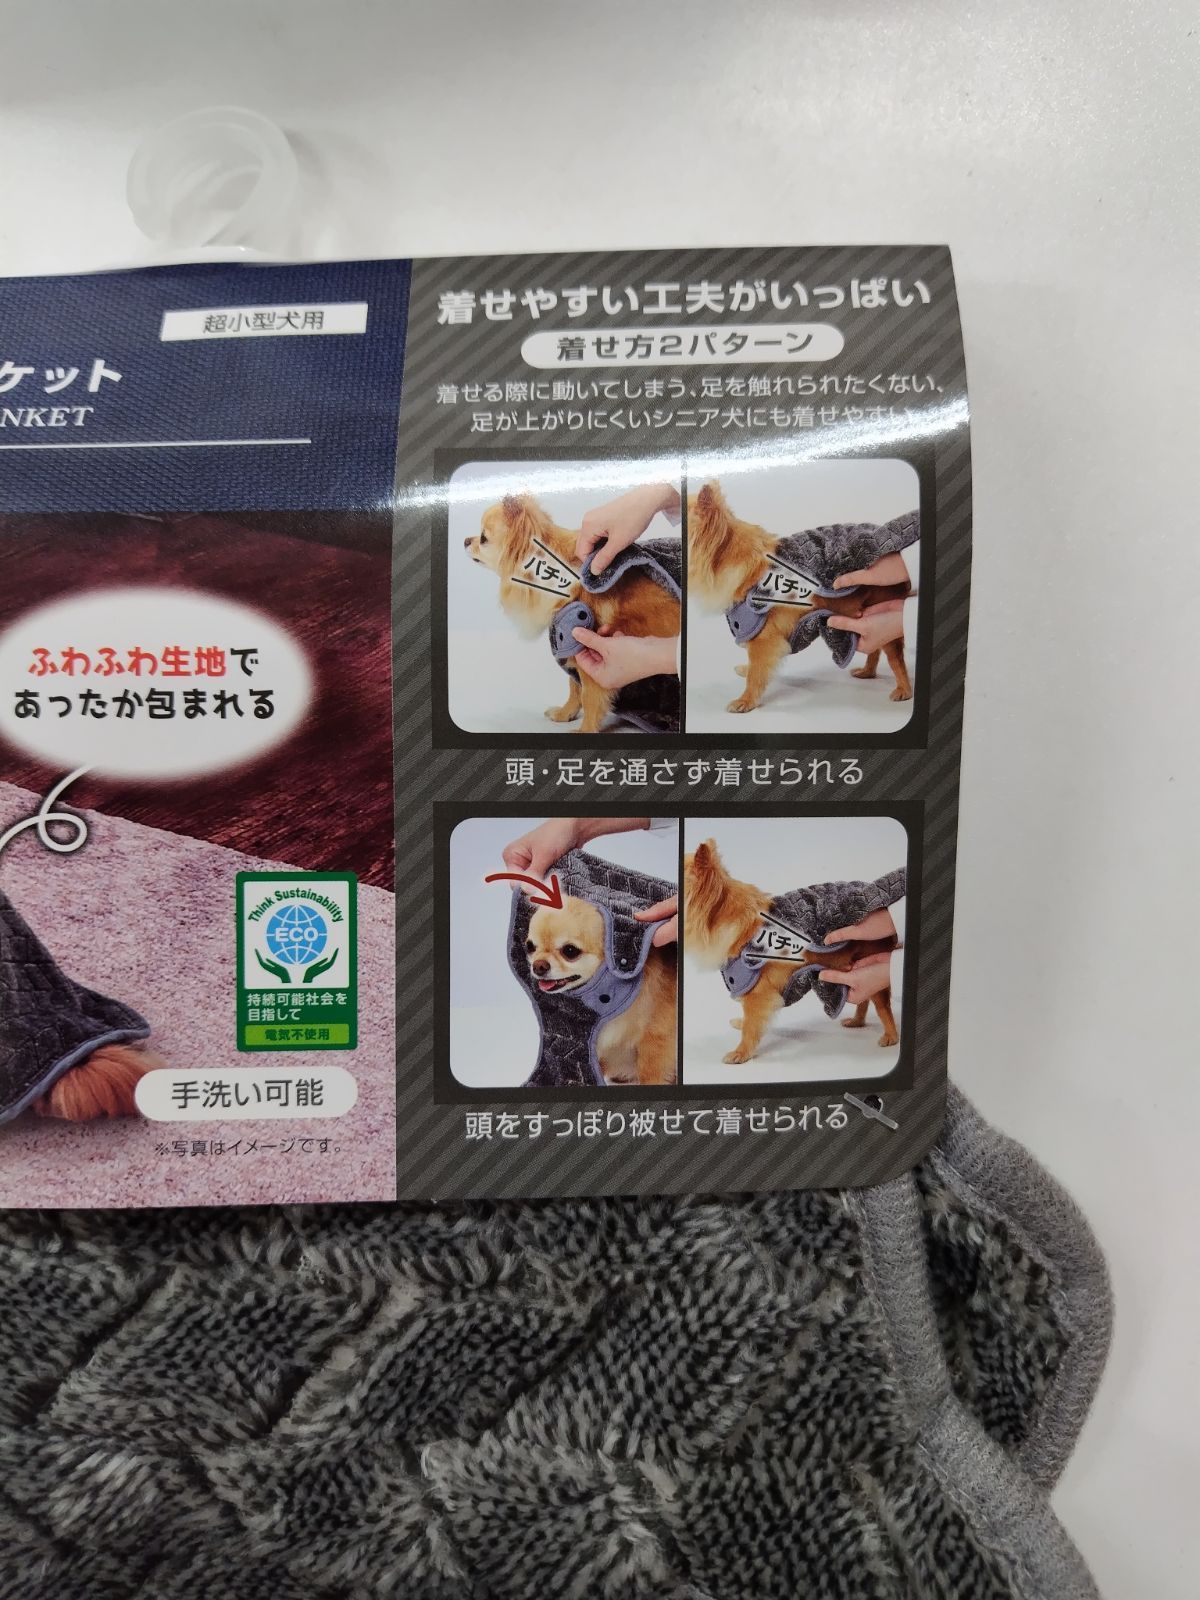 超小型犬用
ケット
NKET
ふわふわ生地で
あったか包まれる
Think Sustainability
ECO
持続可能社会を
目指して
電気不使用
手洗い可能
※写真はイメージです。
着せやすい工夫がいっぱい
着せ方2パターン
着せる際に動いてしまう、足を触れられたくない、
足が上がりにくいシニア犬にも着せやすい
パチッ
パチッ
頭・足を通さず着せられる
パチッ
頭をすっぽり被せて着せられる